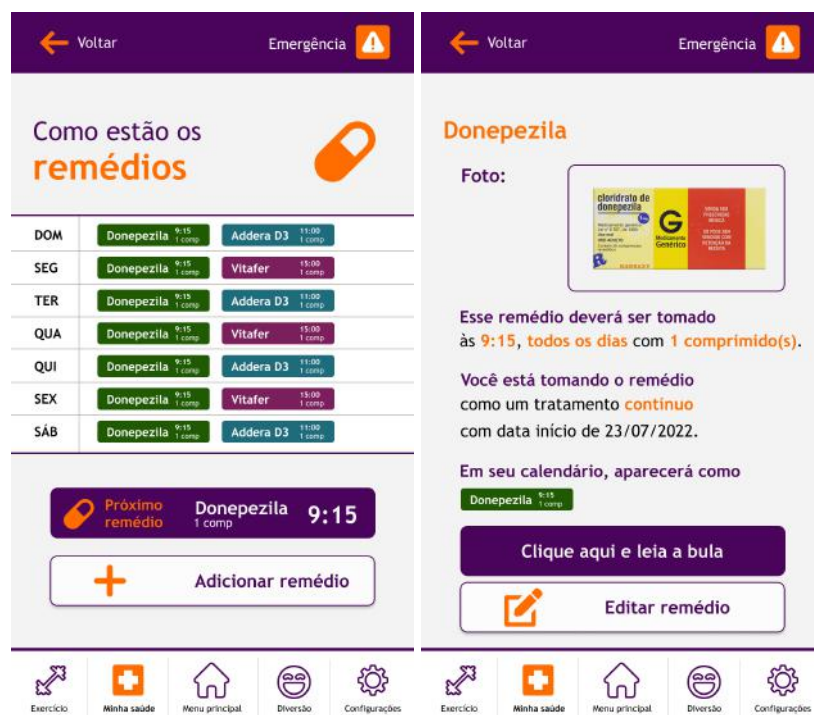 Voltar Emergência
Como estão os
remédios
DOM Donepezila 9:15 1 comp Addera D3 11:00 1 comp
SEG Donepezila 9:15 1 comp Vitafer 15:00 1 comp
TER Donepezila 9:15 1 comp Addera D3 11:00 1 comp
QUA Donepezila 9:15 1 comp Vitafer 15:00 1 comp
QUI Donepezila 9:15 1 comp Addera D3 11:00 1 comp
SEX Donepezila 9:15 1 comp Vitafer 15:00 1 comp
SÁB Donepezila 9:15 1 comp Addera D3 11:00 1 comp
Próximo remédio Donepezila 1 comp 9:15
Adicionar remédio
Exercício Minha saúde Menu principal Diversão Configurações
Voltar Emergência
Donepezila
Foto:
cloridrato de
donepezila
G
Medicamento
Genérico
Esse remédio deverá ser tomado
às 9:15, todos os dias com 1 comprimido(s).
Você está tomando o remédio
como um tratamento contínuo
com data início de 23/07/2022.
Em seu calendário, aparecerá como
Donepezila 9:15 1 comp
Clique aqui e leia a bula
Editar remédio
Exercício Minha saúde Menu principal Diversão Configurações